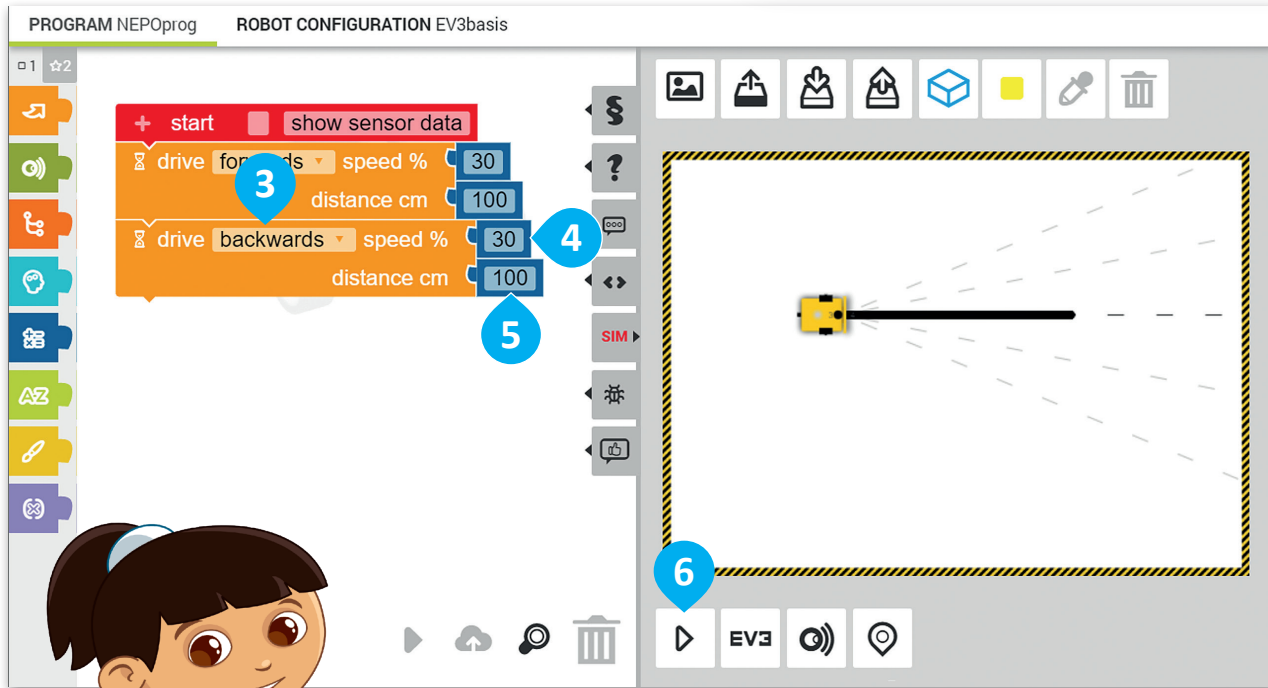 PROGRAM NEPOprog ROBOT CONFIGURATION EV3basis
1 2
+ start show sensor data
drive speed % 30
3
distance cm 100
drive backwards speed % 30 4
distance cm 100
5
SIM
AZ
6
EV3